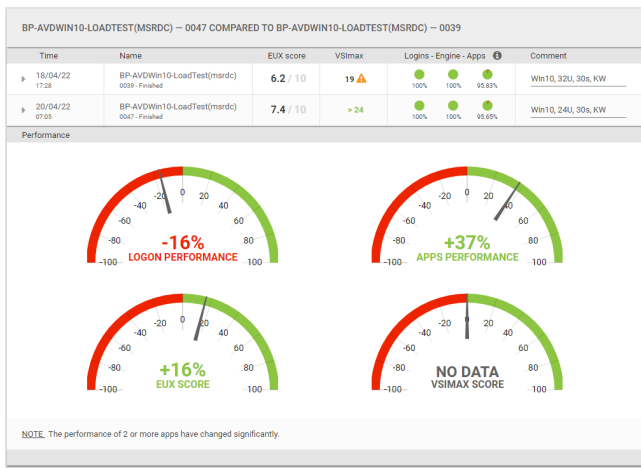 BP-AVDWIN10-LOADTEST(MSRDC) — 0047 COMPARED TO BP-AVDWIN10-LOADTEST(MSRDC) — 0039
Time Name EUX score VSImax Logins - Engine - Apps Comment
18/04/22 BP-AVDWin10-LoadTest(msrdc) 6.2 / 10 19 Win10, 32U, 30s, KW
17:28 0039 - Finished 100% 100% 95.83%
20/04/22 BP-AVDWin10-LoadTest(msrdc) 7.4 / 10 > 24 Win10, 24U, 30s, KW
07:05 0047 - Finished 100% 100% 95.65%
Performance
-100 -80 -60 -40 -20 0 20 40 60 80 100
-16%
LOGON PERFORMANCE
-100 -80 -60 -40 -20 0 20 40 60 80 100
+37%
APPS PERFORMANCE
-100 -80 -60 -40 -20 0 20 40 60 80 100
+16%
EUX SCORE
-100 -80 -60 -40 -20 0 20 40 60 80 100
NO DATA
VSIMAX SCORE
NOTE The performance of 2 or more apps have changed significantly.